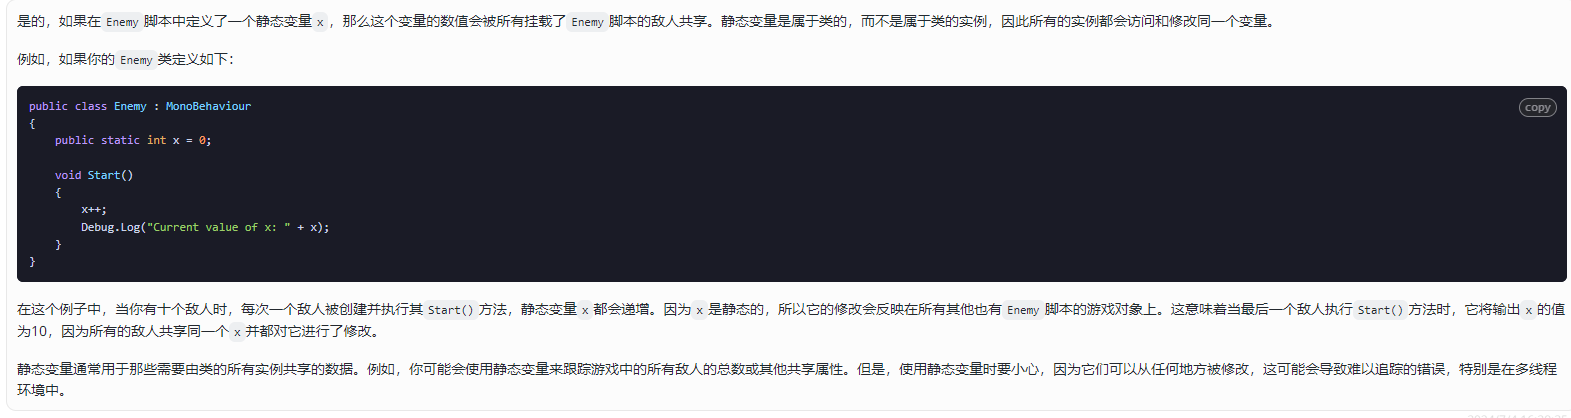 是的，如果在 Enemy 脚本中定义了一个静态变量 x ，那么这个变量的数值会被所有挂载了 Enemy 脚本的敌人共享。静态变量是属于类的，而不是属于类的实例，因此所有的实例都会访问和修改同一个变量。
例如，如果你的 Enemy 类定义如下：
copy
public class Enemy : MonoBehaviour
{
    public static int x = 0;
    void Start()
    {
        x++;
        Debug.Log("Current value of x: " + x);
    }
}
在这个例子中，当你有十个敌人时，每次一个敌人被创建并执行其 Start() 方法，静态变量 x 都会递增。因为 x 是静态的，所以它的修改会反映在所有其他也有 Enemy 脚本的游戏对象上。这意味着当最后一个敌人执行 Start() 方法时，它将输出 x 的值
为10，因为所有的敌人共享同一个 x 并都对它进行了修改。
静态变量通常用于那些需要由类的所有实例共享的数据。例如，你可能会使用静态变量来跟踪游戏中的所有敌人的总数或其他共享属性。但是，使用静态变量时要小心，因为它们可以从任何地方被修改，这可能会导致难以追踪的错误，特别是在多线程
环境中。